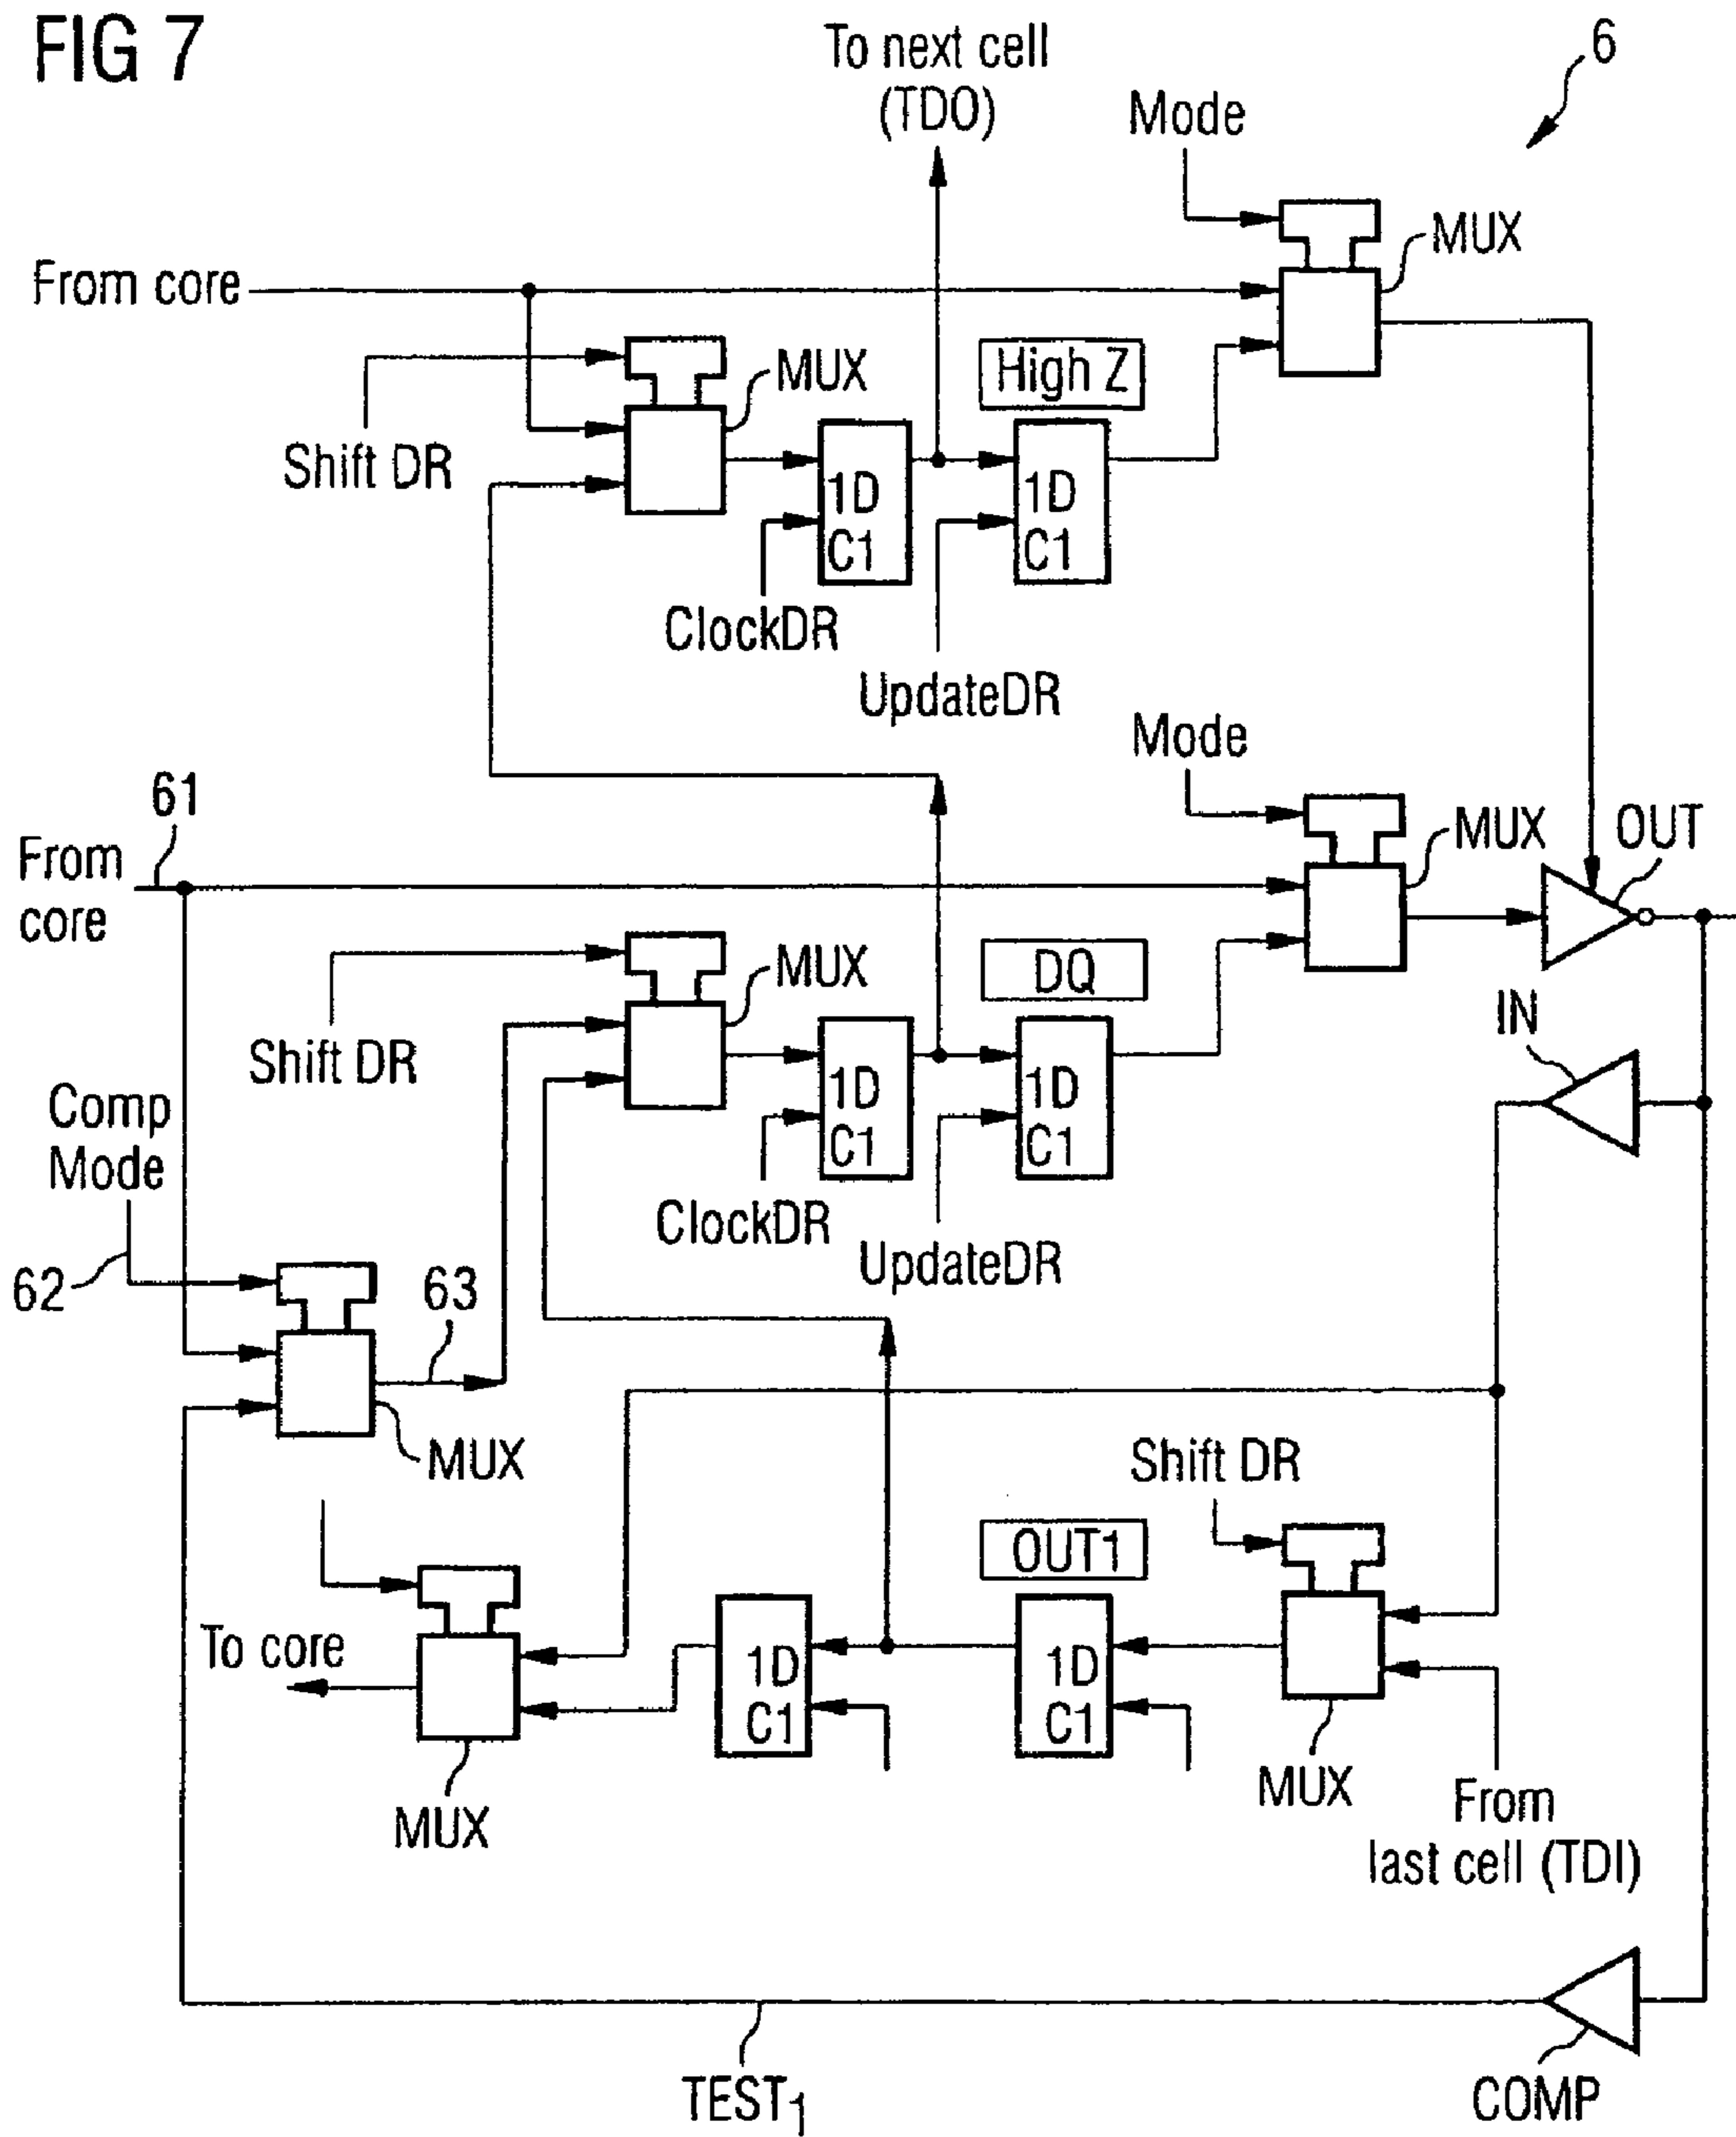 FIG 7
To next cell
(TDO)
Mode
6
MUX
From core
MUX
High Z
Shift DR
1D
C1
1D
C1
ClockDR
UpdateDR
Mode
61
From
core
MUX
OUT
MUX
DQ
IN
Shift DR
1D
C1
1D
C1
Comp
Mode
ClockDR
UpdateDR
62
63
MUX
Shift DR
OUT1
To core
1D
C1
1D
C1
MUX
MUX
From
last cell (TDI)
TEST1
COMP